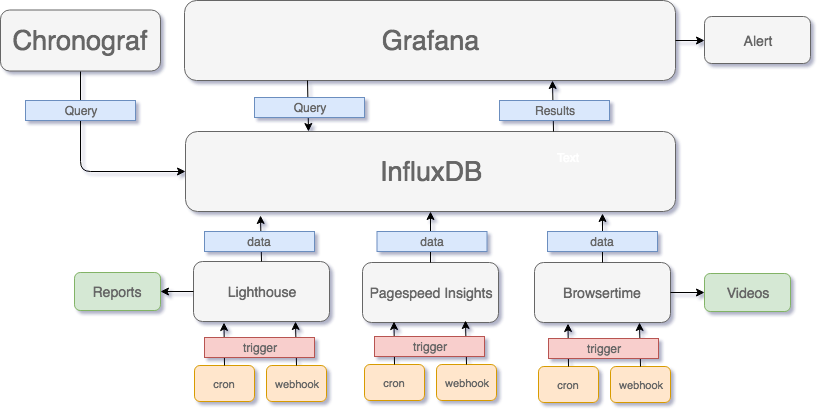 Chronograf
Grafana
Alert
Query
Query
Results
Text
InfluxDB
data
data
data
Reports
Lighthouse
Pagespeed Insights
Browsertime
Videos
trigger
trigger
trigger
cron
webhook
cron
webhook
cron
webhook